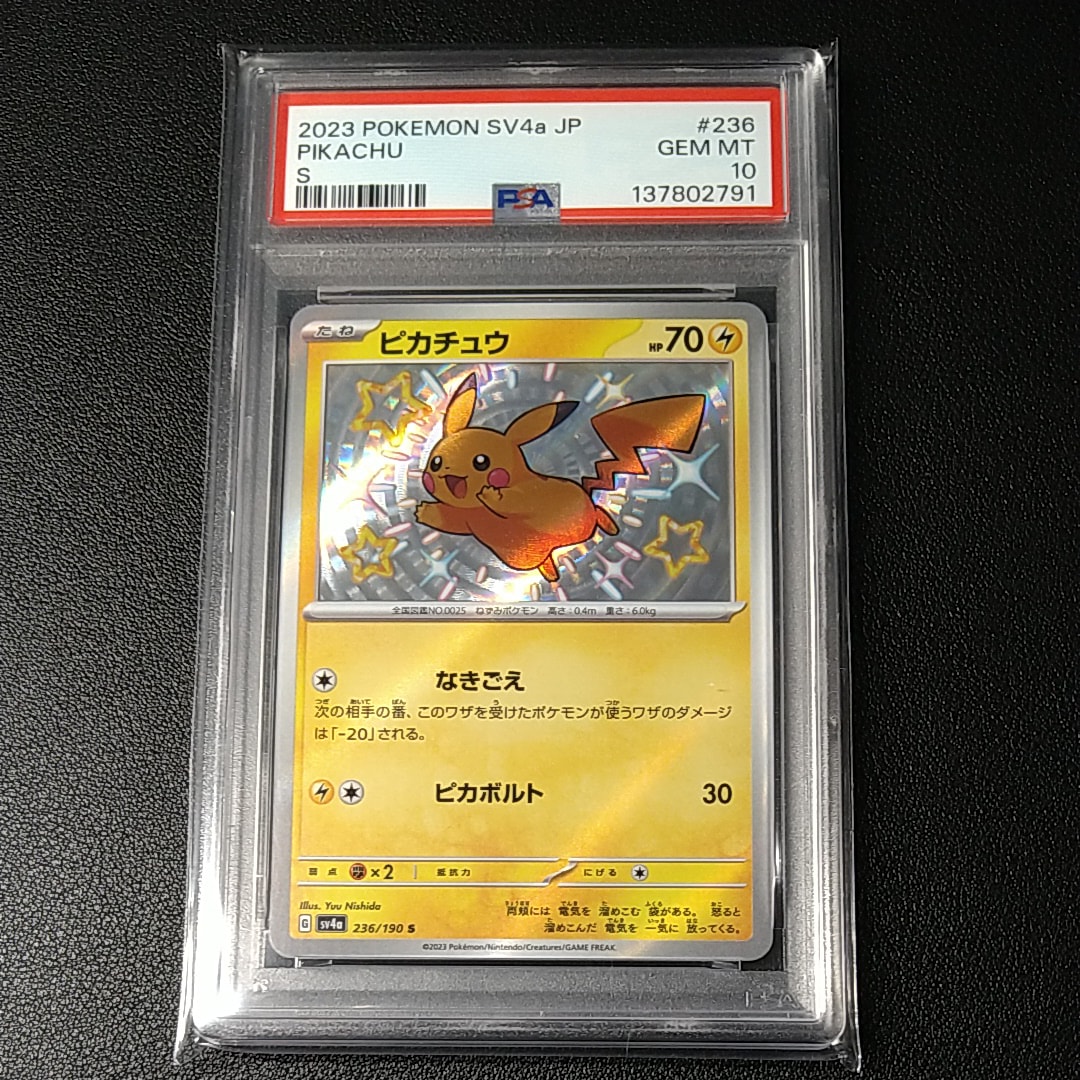 2023 POKEMON SV4a JP #236
PIKACHU GEM MT
S 10
PSA 137802791
たね ピカチュウ HP70
全国図鑑NO.0025 ねずみポケモン 高さ:0.4m 重さ:6.0kg
なきごえ
次の相手の番、このワザを受けたポケモンが使うワザのダメージ
は「-20」される。
ピカボルト 30
弱点 ×2 抵抗力 にげる
Illus. Yuu Nishida
両頬には 電気を 溜めこむ 袋がある。 怒ると
溜めこんだ 電気を 一気に 放ってくる。
G sv4a 236/190 S
©2023 Pokémon/Nintendo/Creatures/GAME FREAK.